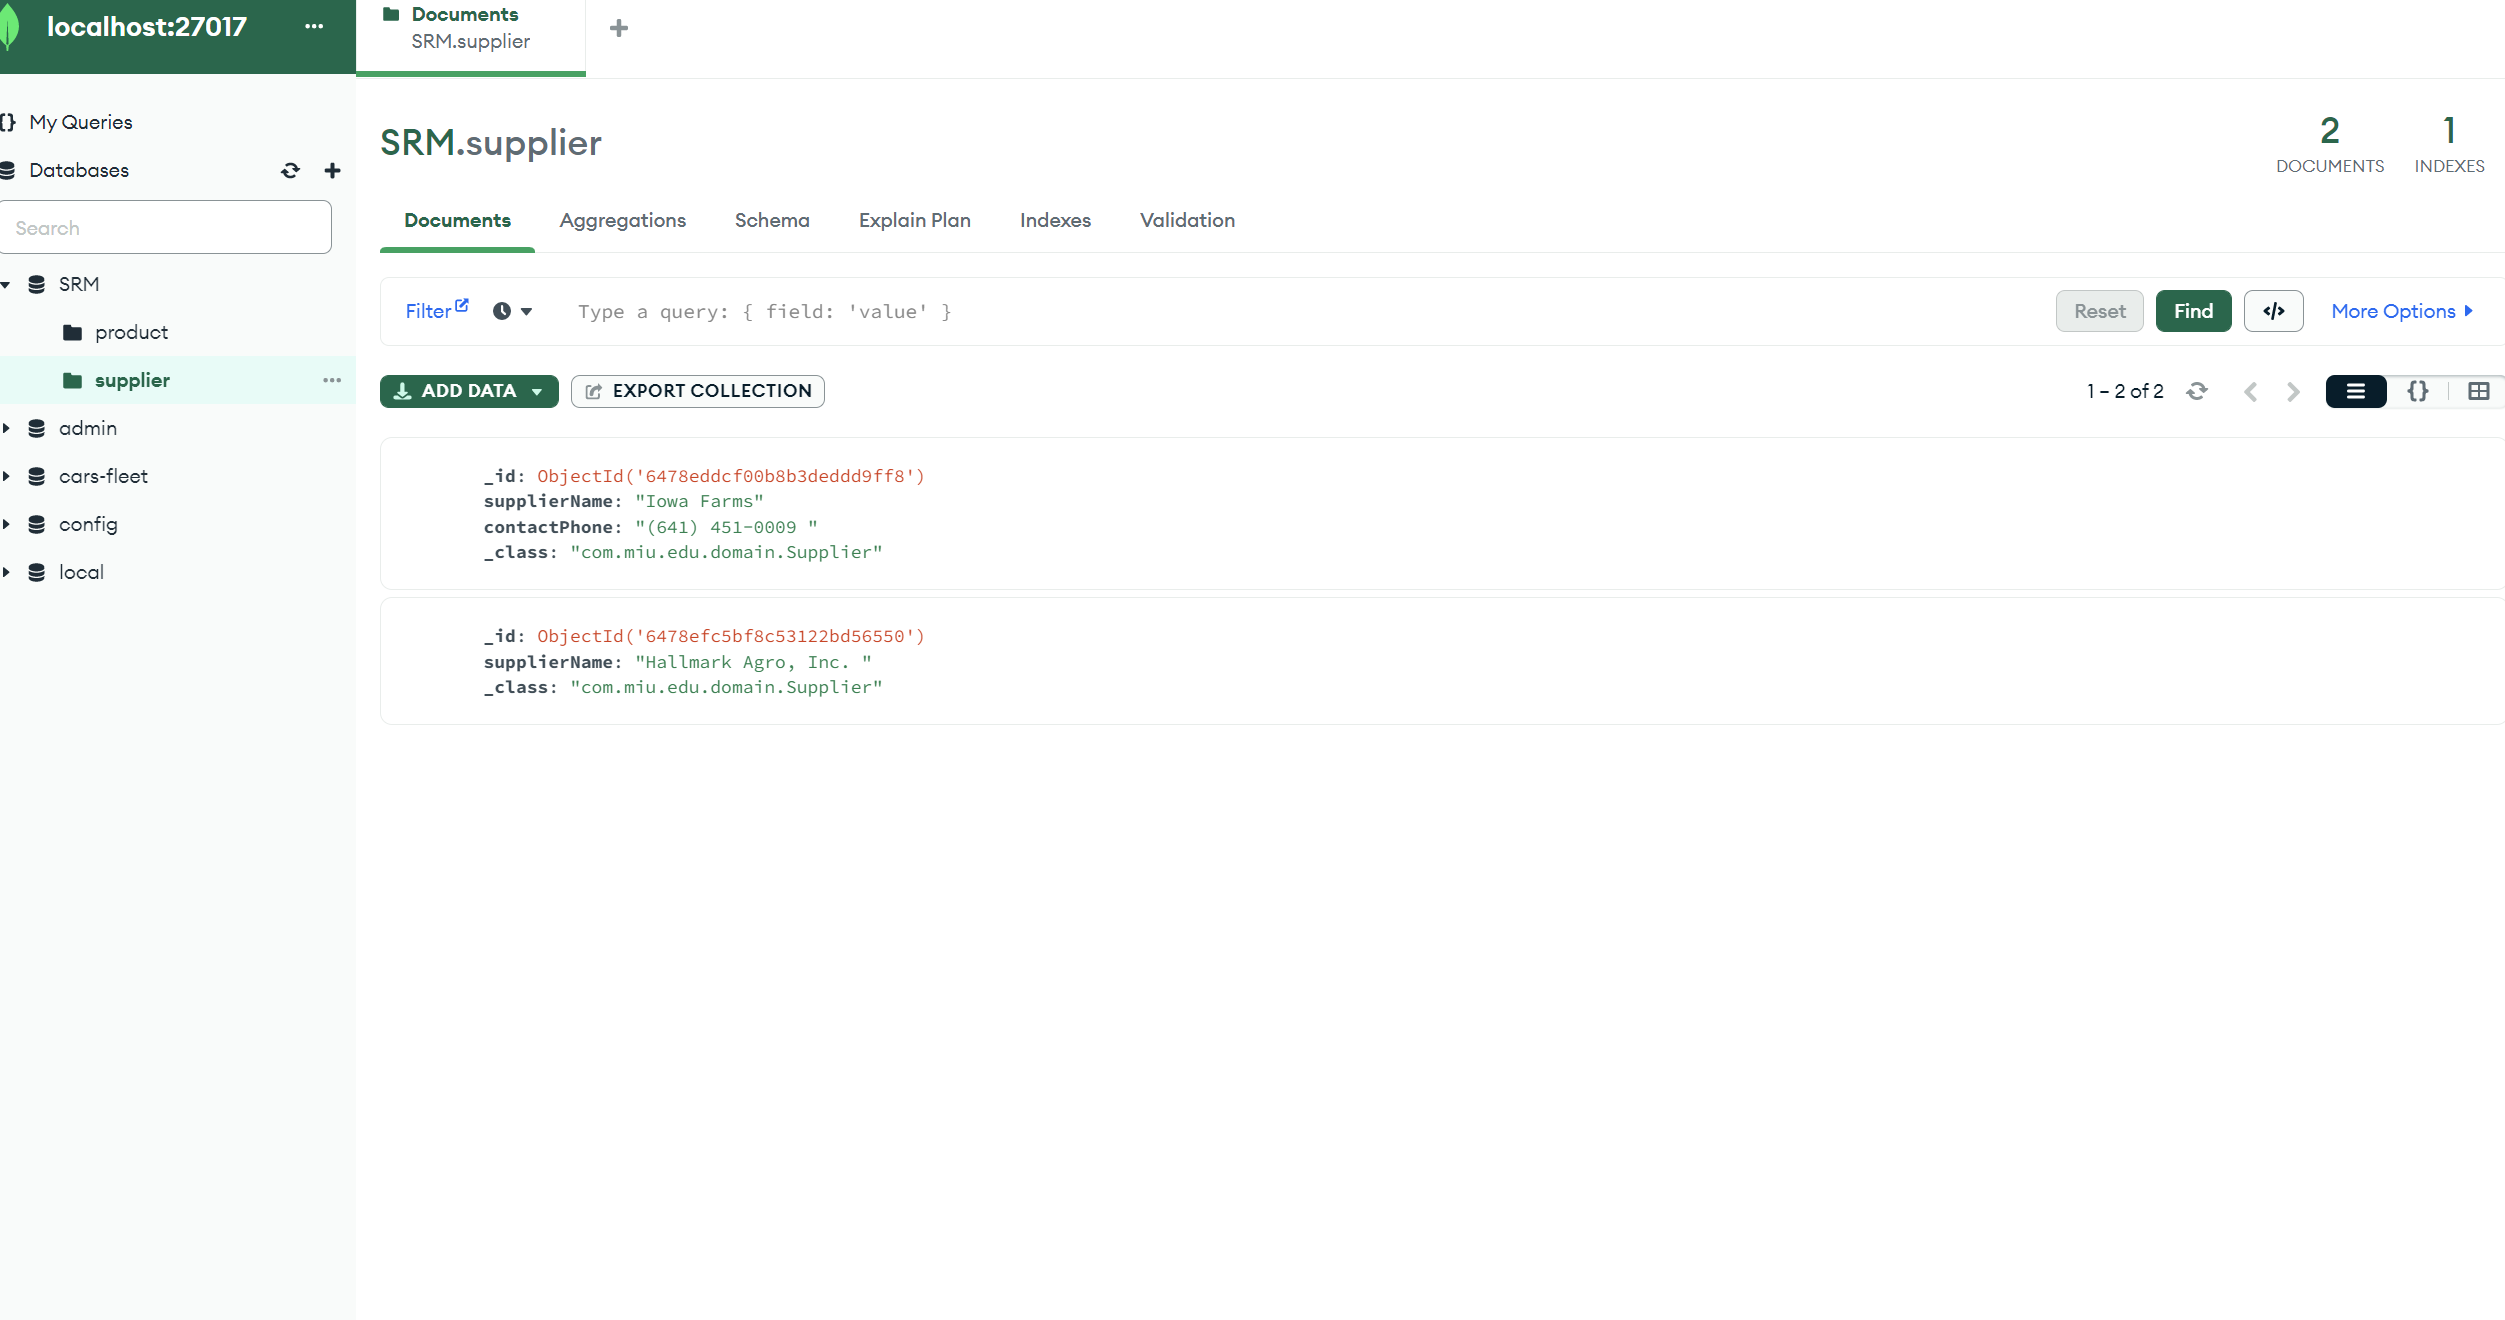 localhost:27017
Documents
SRM.supplier
My Queries
Databases
Search
SRM
product
supplier
admin
cars-fleet
config
local
SRM.supplier
2
DOCUMENTS
1
INDEXES
Documents Aggregations Schema Explain Plan Indexes Validation
Filter Type a query: { field: 'value' } Reset Find </> More Options
ADD DATA EXPORT COLLECTION 1 – 2 of 2 {}
_id: ObjectId('6478eddcf00b8b3deddd9ff8')
supplierName: "Iowa Farms"
contactPhone: "(641) 451-0009 "
_class: "com.miu.edu.domain.Supplier"
_id: ObjectId('6478efc5bf8c53122bd56550')
supplierName: "Hallmark Agro, Inc. "
_class: "com.miu.edu.domain.Supplier"